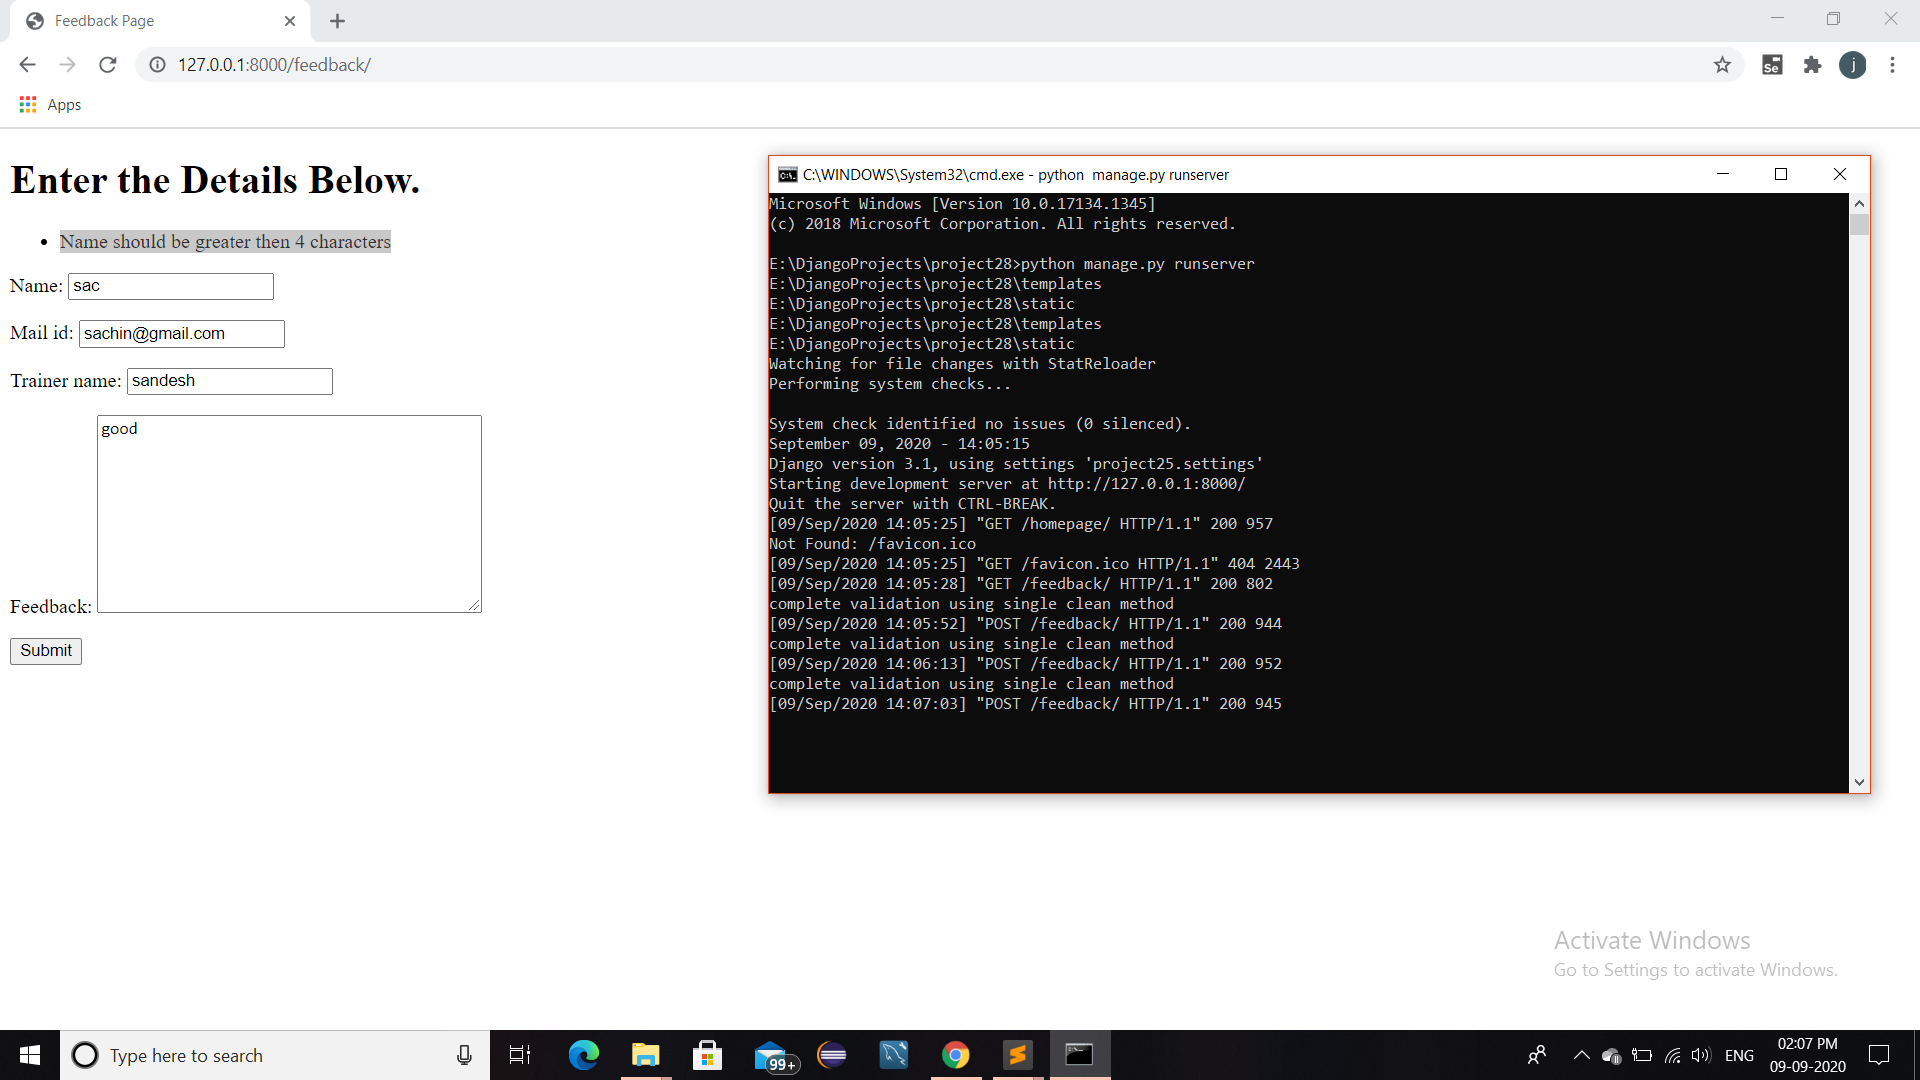 Feedback Page
127.0.0.1:8000/feedback/
Se
j
Apps
Enter the Details Below.
Name should be greater then 4 characters
Name: sac
Mail id: sachin@gmail.com
Trainer name: sandesh
good
Feedback:
Submit
C:\WINDOWS\System32\cmd.exe - python  manage.py runserver
Microsoft Windows [Version 10.0.17134.1345]
(c) 2018 Microsoft Corporation. All rights reserved.
E:\DjangoProjects\project28>python manage.py runserver
E:\DjangoProjects\project28\templates
E:\DjangoProjects\project28\static
E:\DjangoProjects\project28\templates
E:\DjangoProjects\project28\static
Watching for file changes with StatReloader
Performing system checks...
System check identified no issues (0 silenced).
September 09, 2020 - 14:05:15
Django version 3.1, using settings 'project25.settings'
Starting development server at http://127.0.0.1:8000/
Quit the server with CTRL-BREAK.
[09/Sep/2020 14:05:25] "GET /homepage/ HTTP/1.1" 200 957
Not Found: /favicon.ico
[09/Sep/2020 14:05:25] "GET /favicon.ico HTTP/1.1" 404 2443
[09/Sep/2020 14:05:28] "GET /feedback/ HTTP/1.1" 200 802
complete validation using single clean method
[09/Sep/2020 14:05:52] "POST /feedback/ HTTP/1.1" 200 944
complete validation using single clean method
[09/Sep/2020 14:06:13] "POST /feedback/ HTTP/1.1" 200 952
complete validation using single clean method
[09/Sep/2020 14:07:03] "POST /feedback/ HTTP/1.1" 200 945
Activate Windows
Go to Settings to activate Windows.
Type here to search
99+
ENG
02:07 PM
09-09-2020